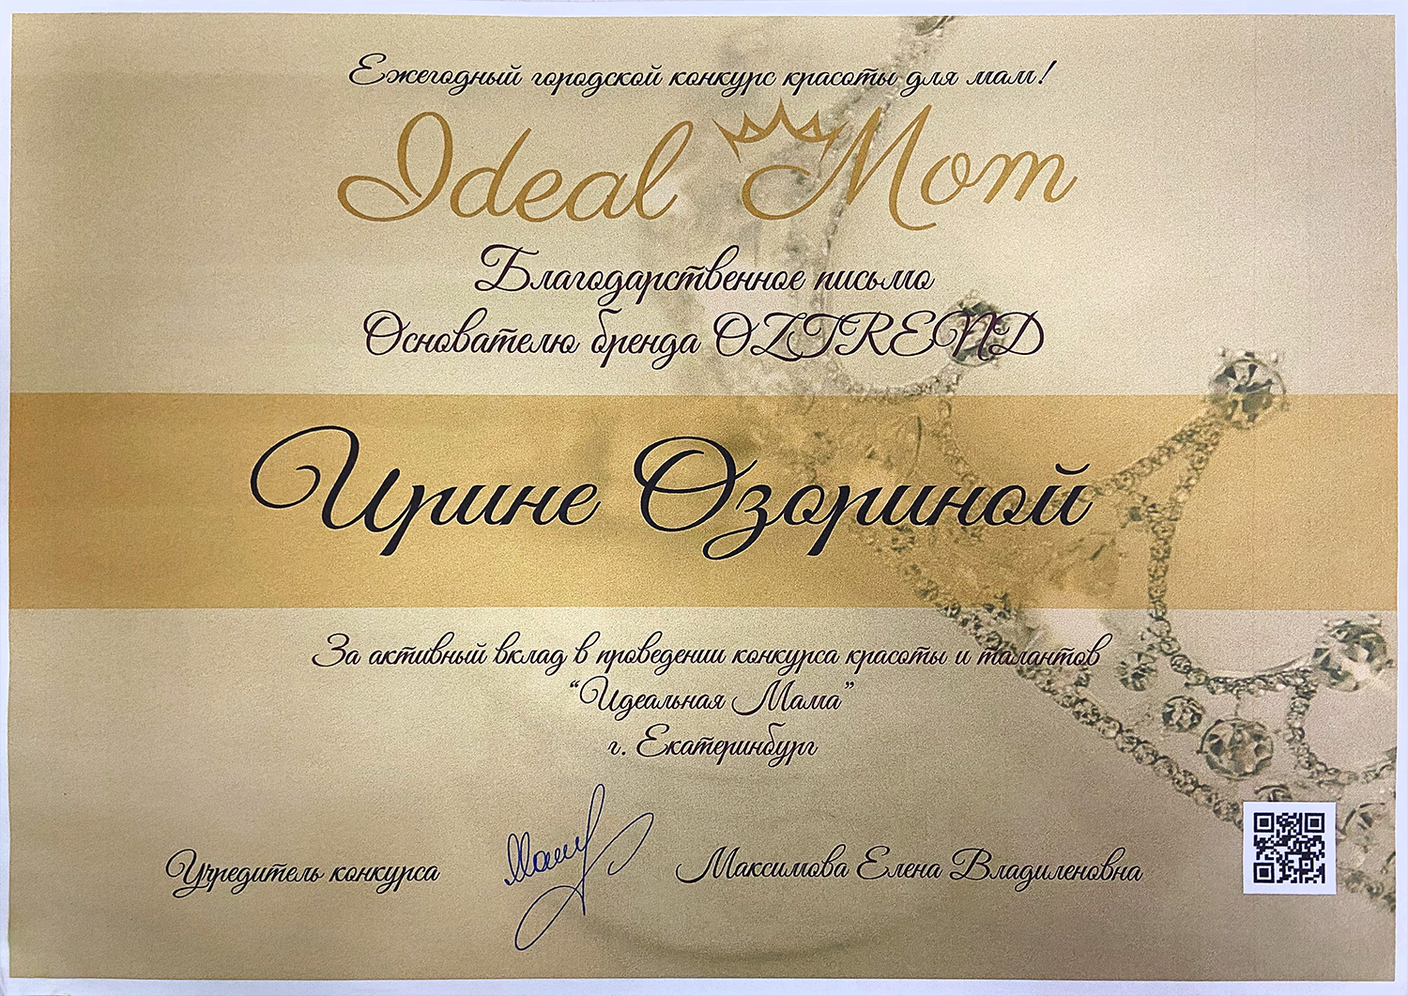 Ежегодный городской конкурс красоты для мам!
Ideal Mom
Благодарственное письмо
Основателю бренда OZTREND
Ирине Озориной
За активный вклад в проведении конкурса красоты и талантов
“Идеальная Мама”
г. Екатеринбург
Учредитель конкурса
Максимова Елена Владиленовна